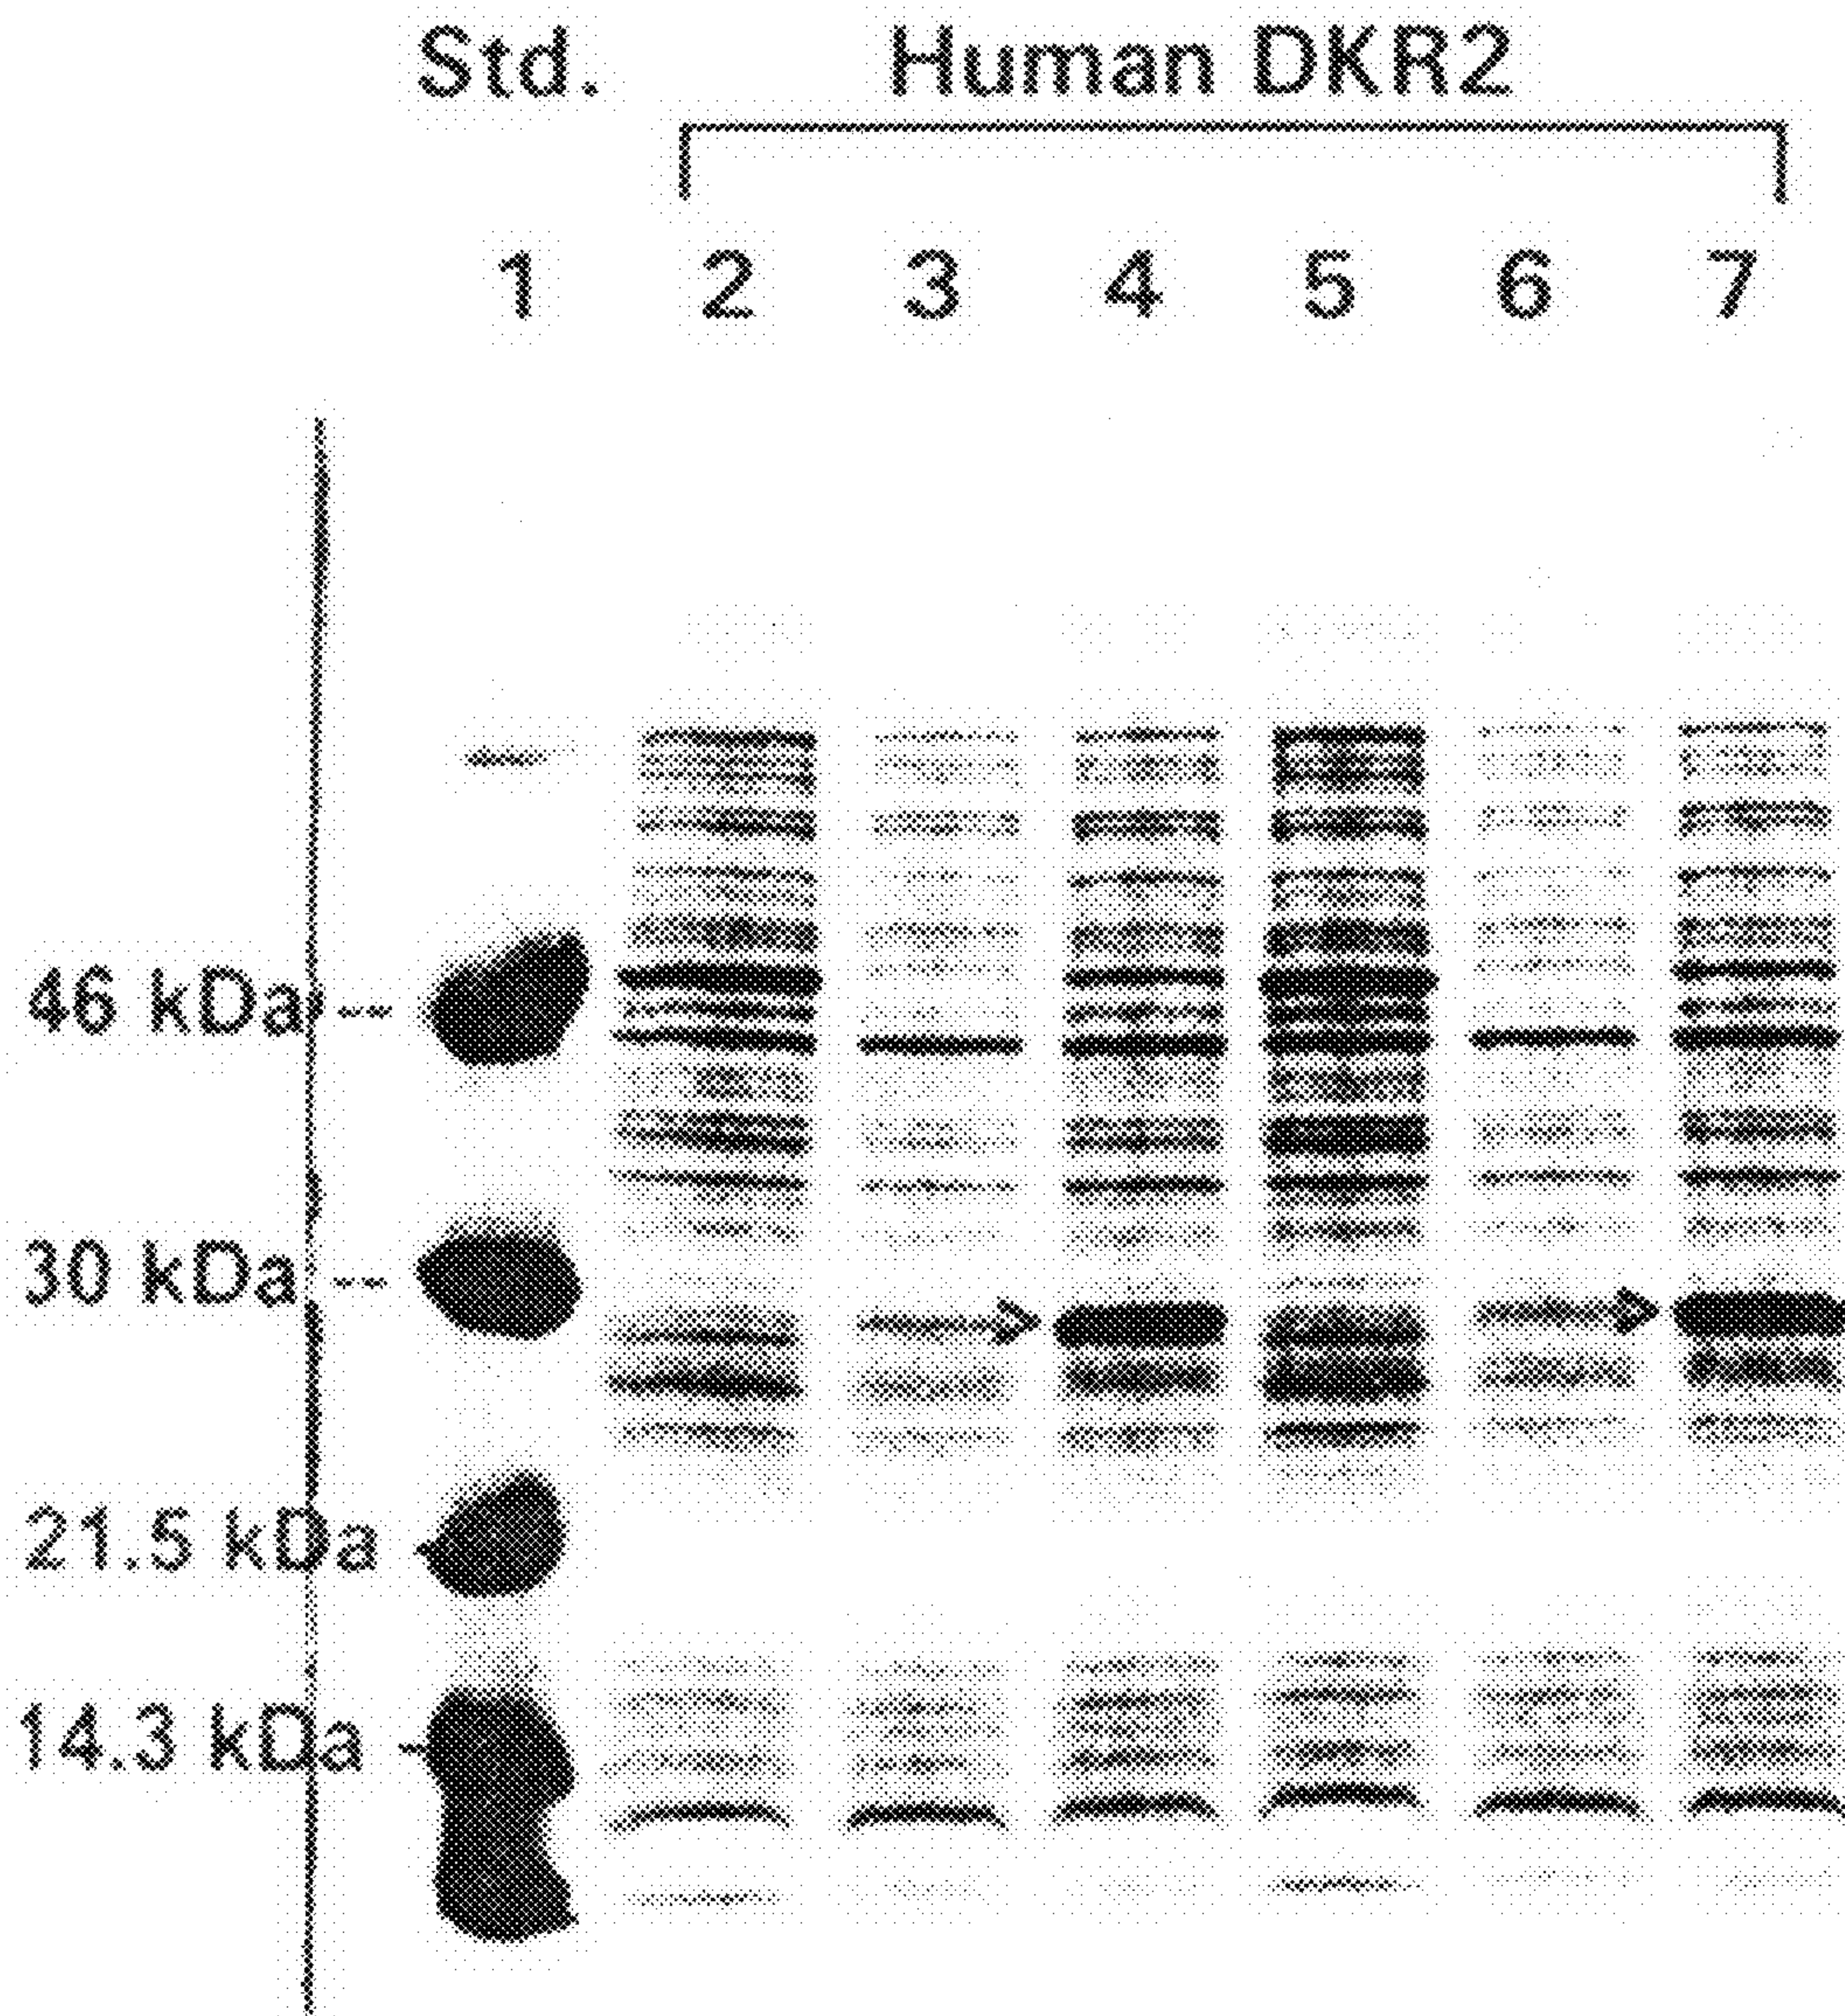 Std. Human DKR2
1 2 3 4 5 6 7
46 kDa --
30 kDa --
21.5 kDa -
14.3 kDa -